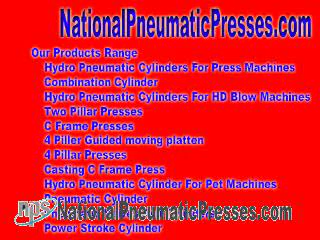 NationalPneumaticPresses.com
Our Products Range
Hydro Pneumatic Cylinders For Press Machines
Combination Cylinder
Hydro Pneumatic Cylinders For HD Blow Machines
Two Pillar Presses
C Frame Presses
4 Piller Guided moving platten
4 Pillar Presses
Casting C Frame Press
Hydro Pneumatic Cylinder For Pet Machines
Pneumatic Cylinder
NationalPneumaticPresses.com
Power Stroke Cylinder